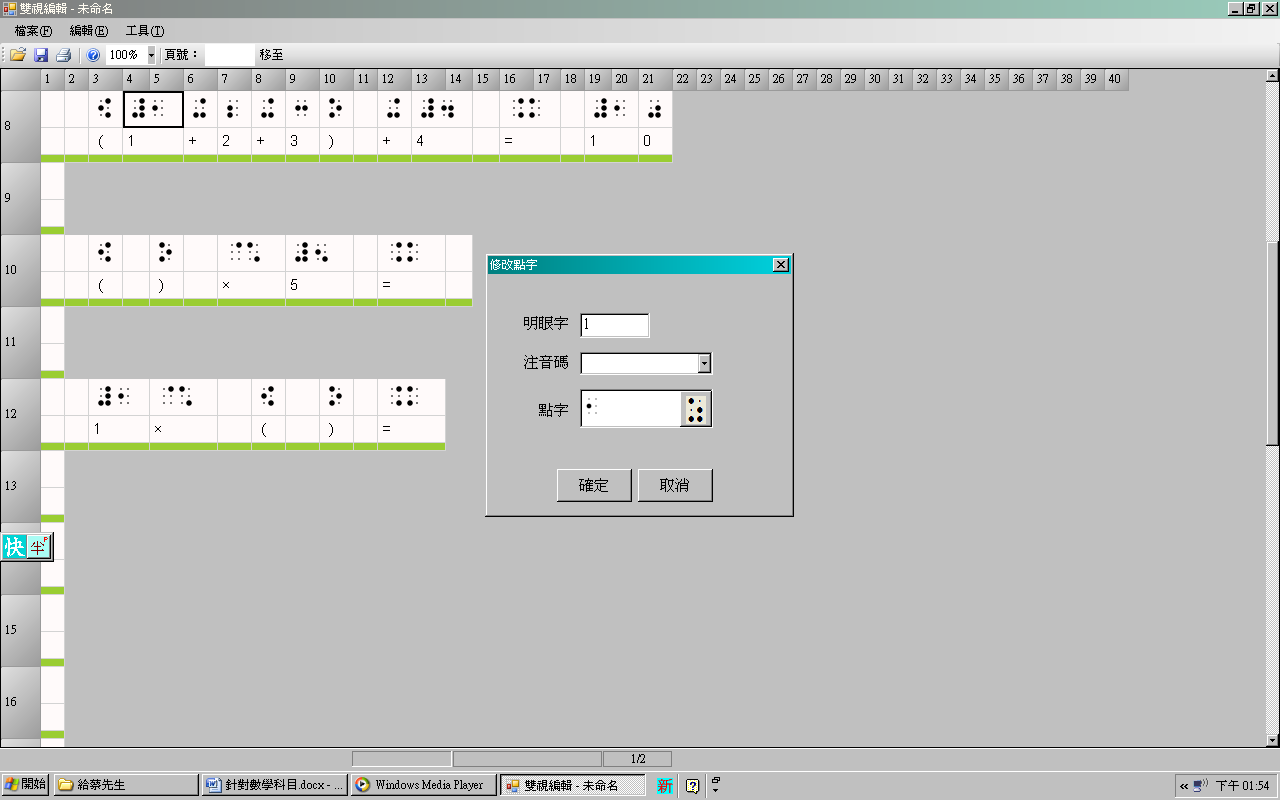 雙視編輯 - 未命名
檔案(F) 編輯(E) 工具(T)
100% 頁號： 移至
1 2 3 4 5 6 7 8 9 10 11 12 13 14 15 16 17 18 19 20 21 22 23 24 25 26 27 28 29 30 31 32 33 34 35 36 37 38 39 40
8
( 1 + 2 + 3 ) + 4 = 1 0
9
10
( ) × 5 =
11
12
1 × ( ) =
13
15
16
修改點字
明眼字 1
注音碼
點字
確定 取消
快 半 P
1/2
開始 給蔡先生 針對數學科目.docx - ... Windows Media Player 雙視編輯 - 未命名 新 ? « 下午 01:54